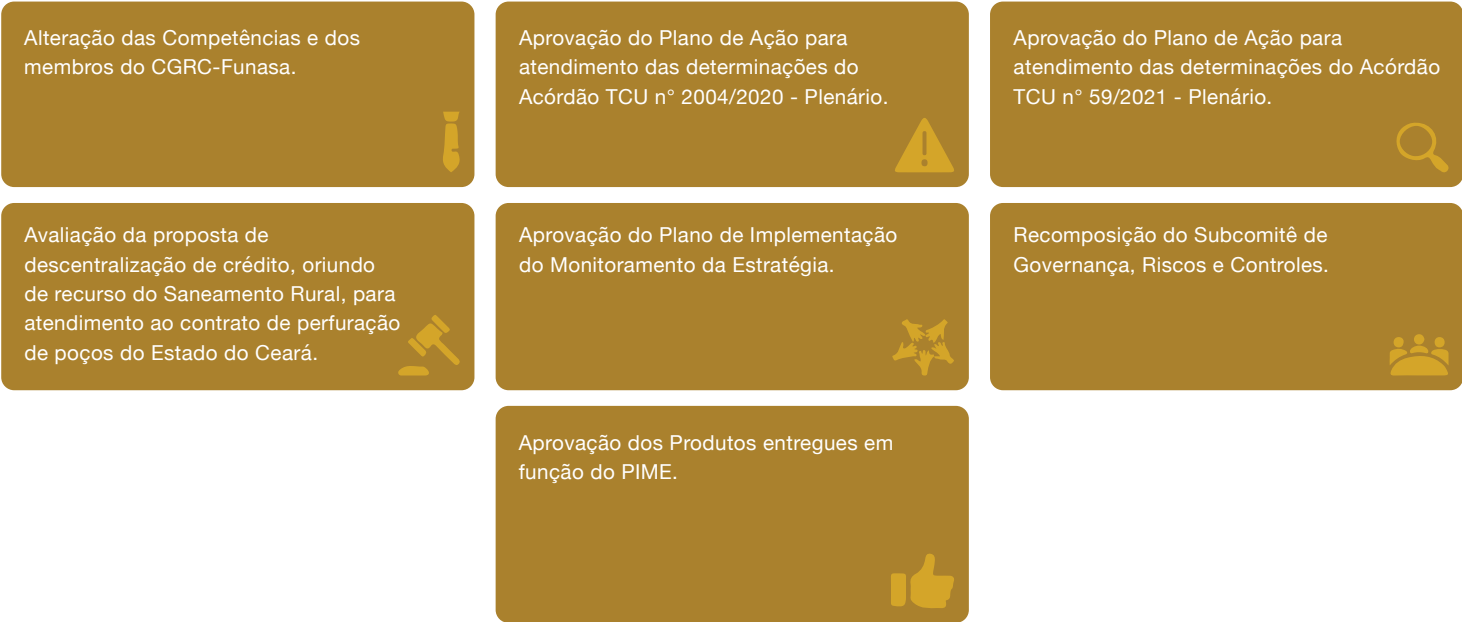 Alteração das Competências e dos
membros do CGRC-Funasa.
Aprovação do Plano de Ação para
atendimento das determinações do
Acórdão TCU n° 2004/2020 - Plenário.
Aprovação do Plano de Ação para
atendimento das determinações do Acórdão
TCU n° 59/2021 - Plenário.
Avaliação da proposta de
descentralização de crédito, oriundo
de recurso do Saneamento Rural, para
atendimento ao contrato de perfuração
de poços do Estado do Ceará.
Aprovação do Plano de Implementação
do Monitoramento da Estratégia.
Recomposição do Subcomitê de
Governança, Riscos e Controles.
Aprovação dos Produtos entregues em
função do PIME.